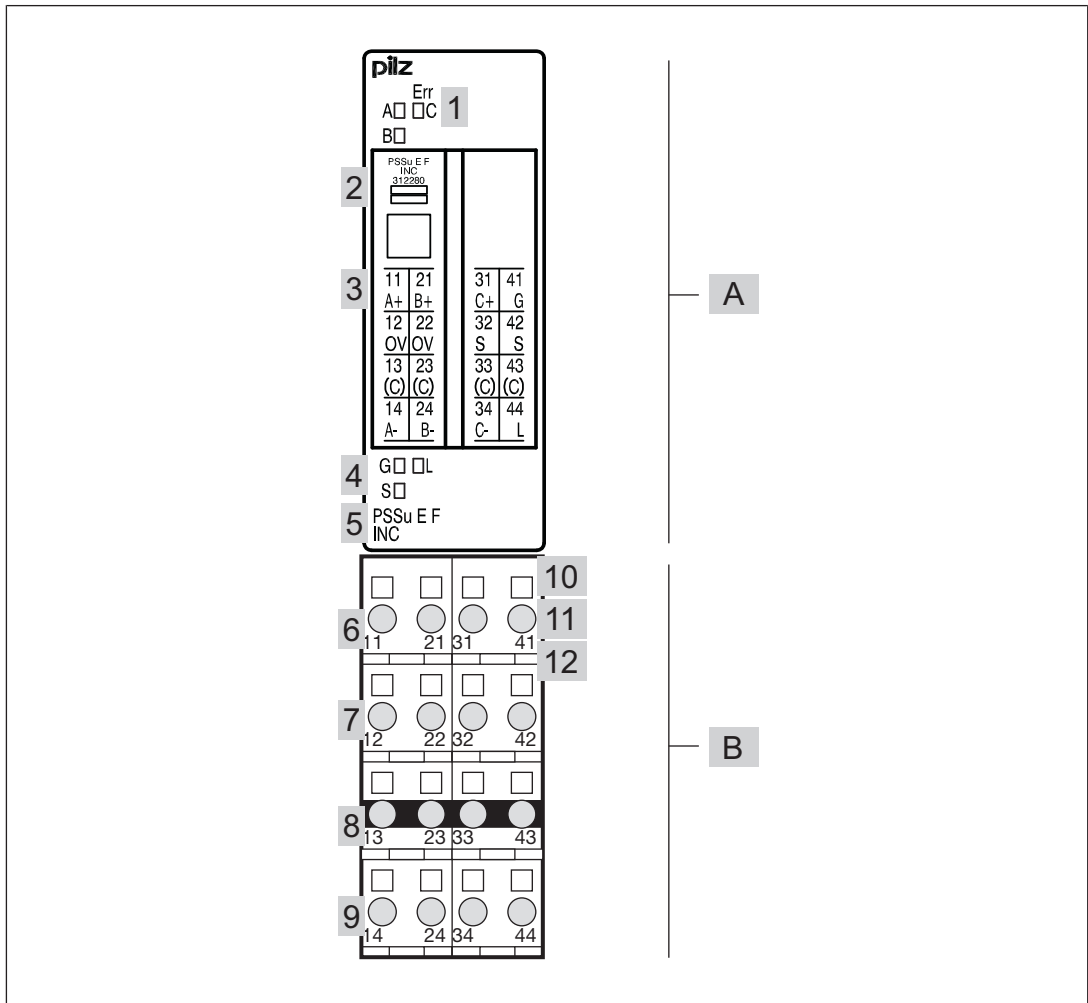 pilz
Err
A C 1
B
PSSu E F
INC
312280
2
3
11 21 31 41
A+ B+ C+ G
12 22 32 42
OV OV S S
13 23 33 43
(C) (C) (C) (C)
14 24 34 44
A- B- C- L
A
4
G L
S
5
PSSu E F
INC
10
6 11
11 21 31 41
12
7
12 22 32 42
B
8
13 23 33 43
9
14 24 34 44